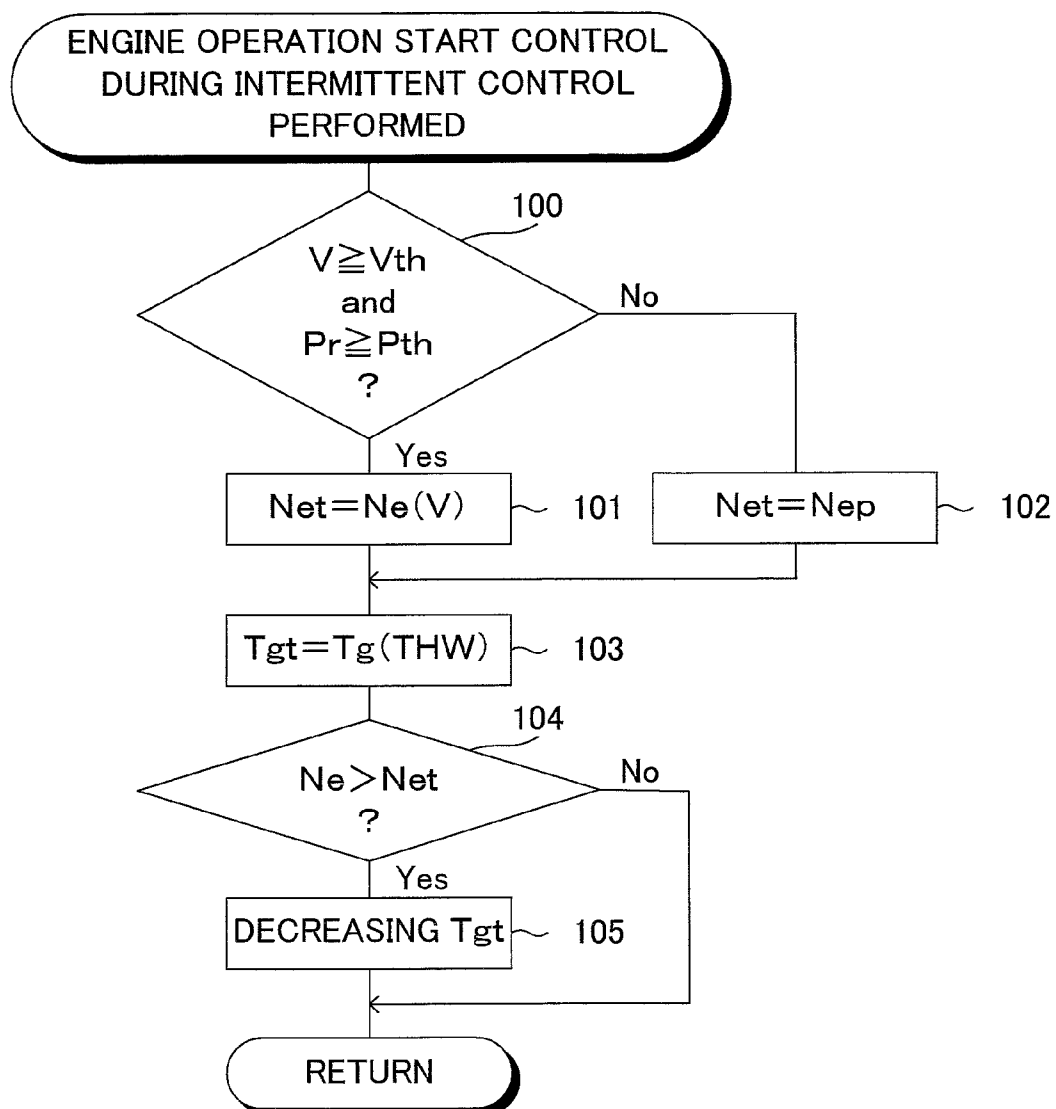 ENGINE OPERATION START CONTROL
DURING INTERMITTENT CONTROL
PERFORMED
100
V≧Vth
and
Pr≧Pth
?
No
Yes
Net=Ne(V)
101
Net=Nep
102
Tgt=Tg(THW)
103
104
Ne>Net
?
No
Yes
DECREASING Tgt
105
RETURN